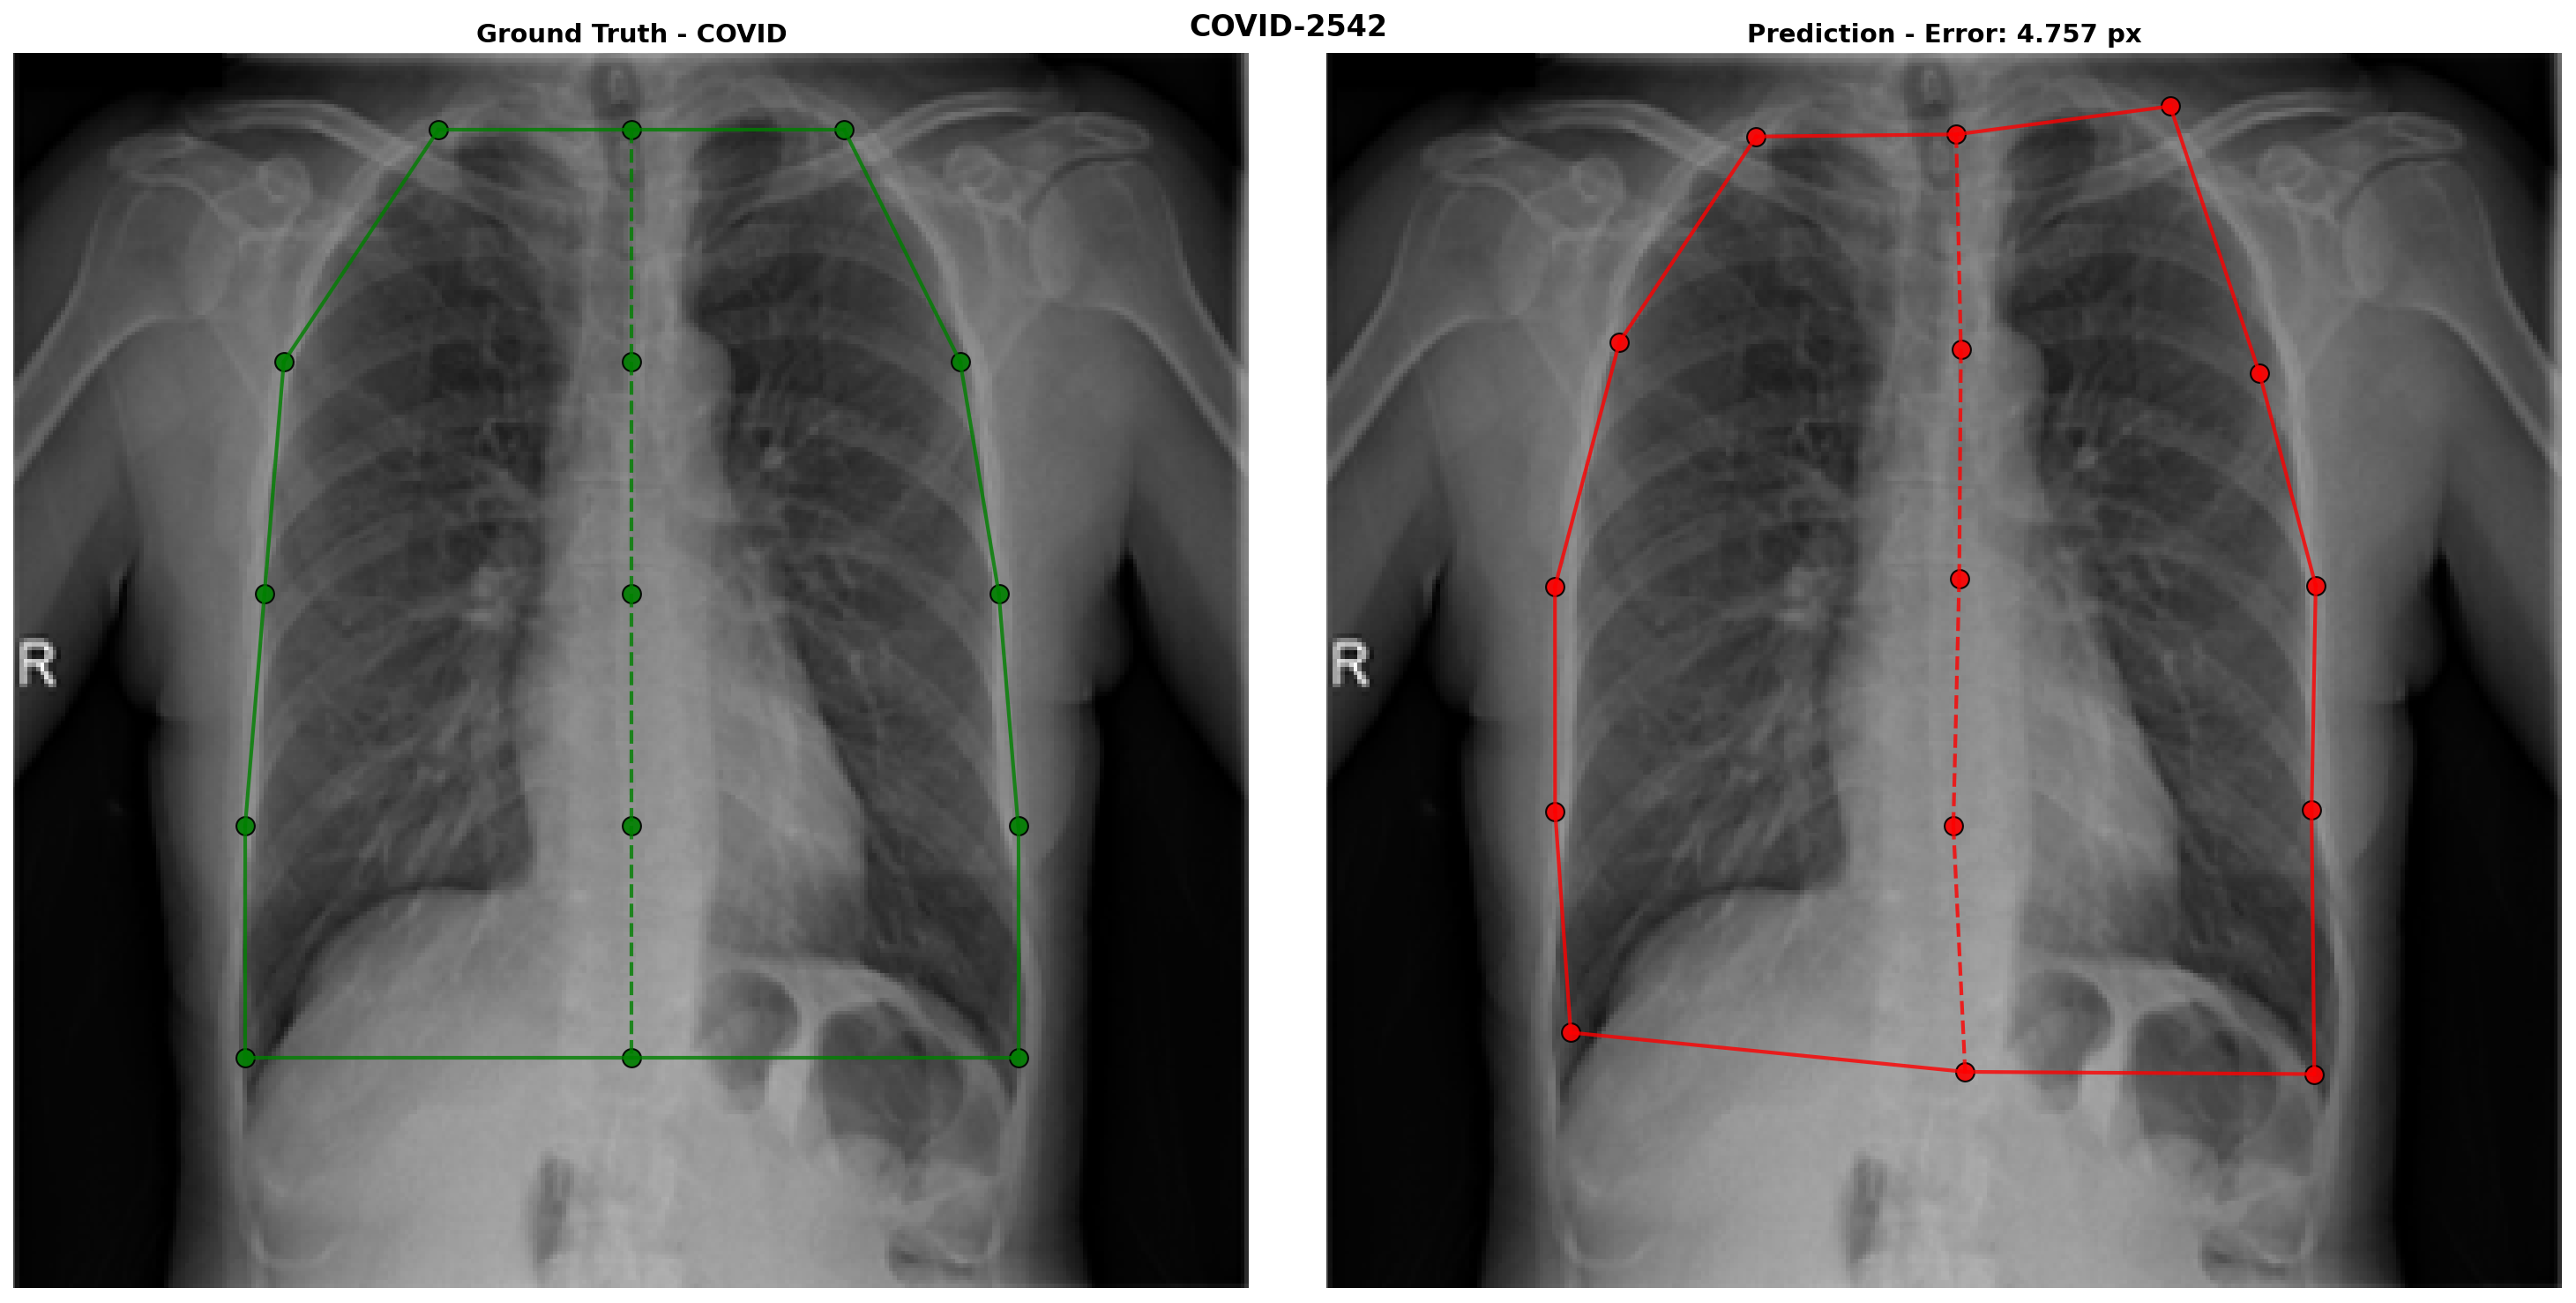 COVID-2542
Ground Truth - COVID
Prediction - Error: 4.757 px
R
R